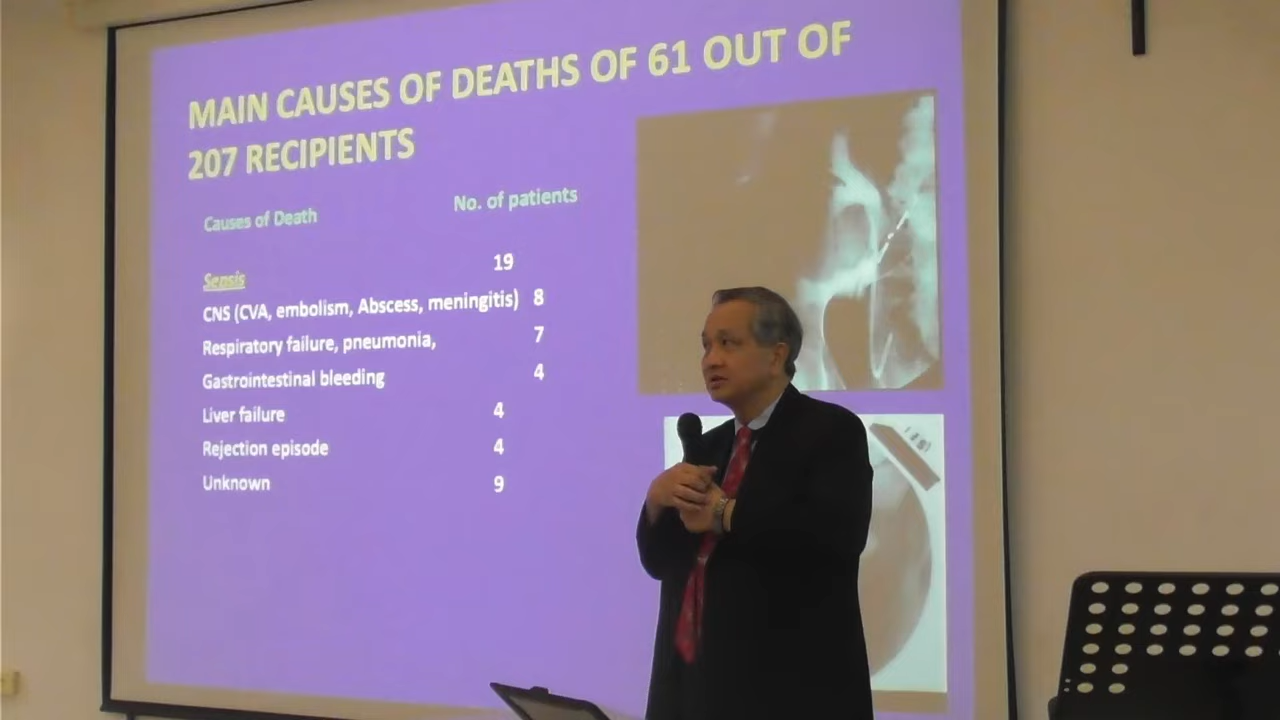 MAIN CAUSES OF DEATHS OF 61 OUT OF
207 RECIPIENTS
Causes of Death No. of patients
Sepsis 19
CNS (CVA, embolism, Abscess, meningitis) 8
Respiratory failure, pneumonia, 7
Gastrointestinal bleeding 4
Liver failure 4
Rejection episode 4
Unknown 9